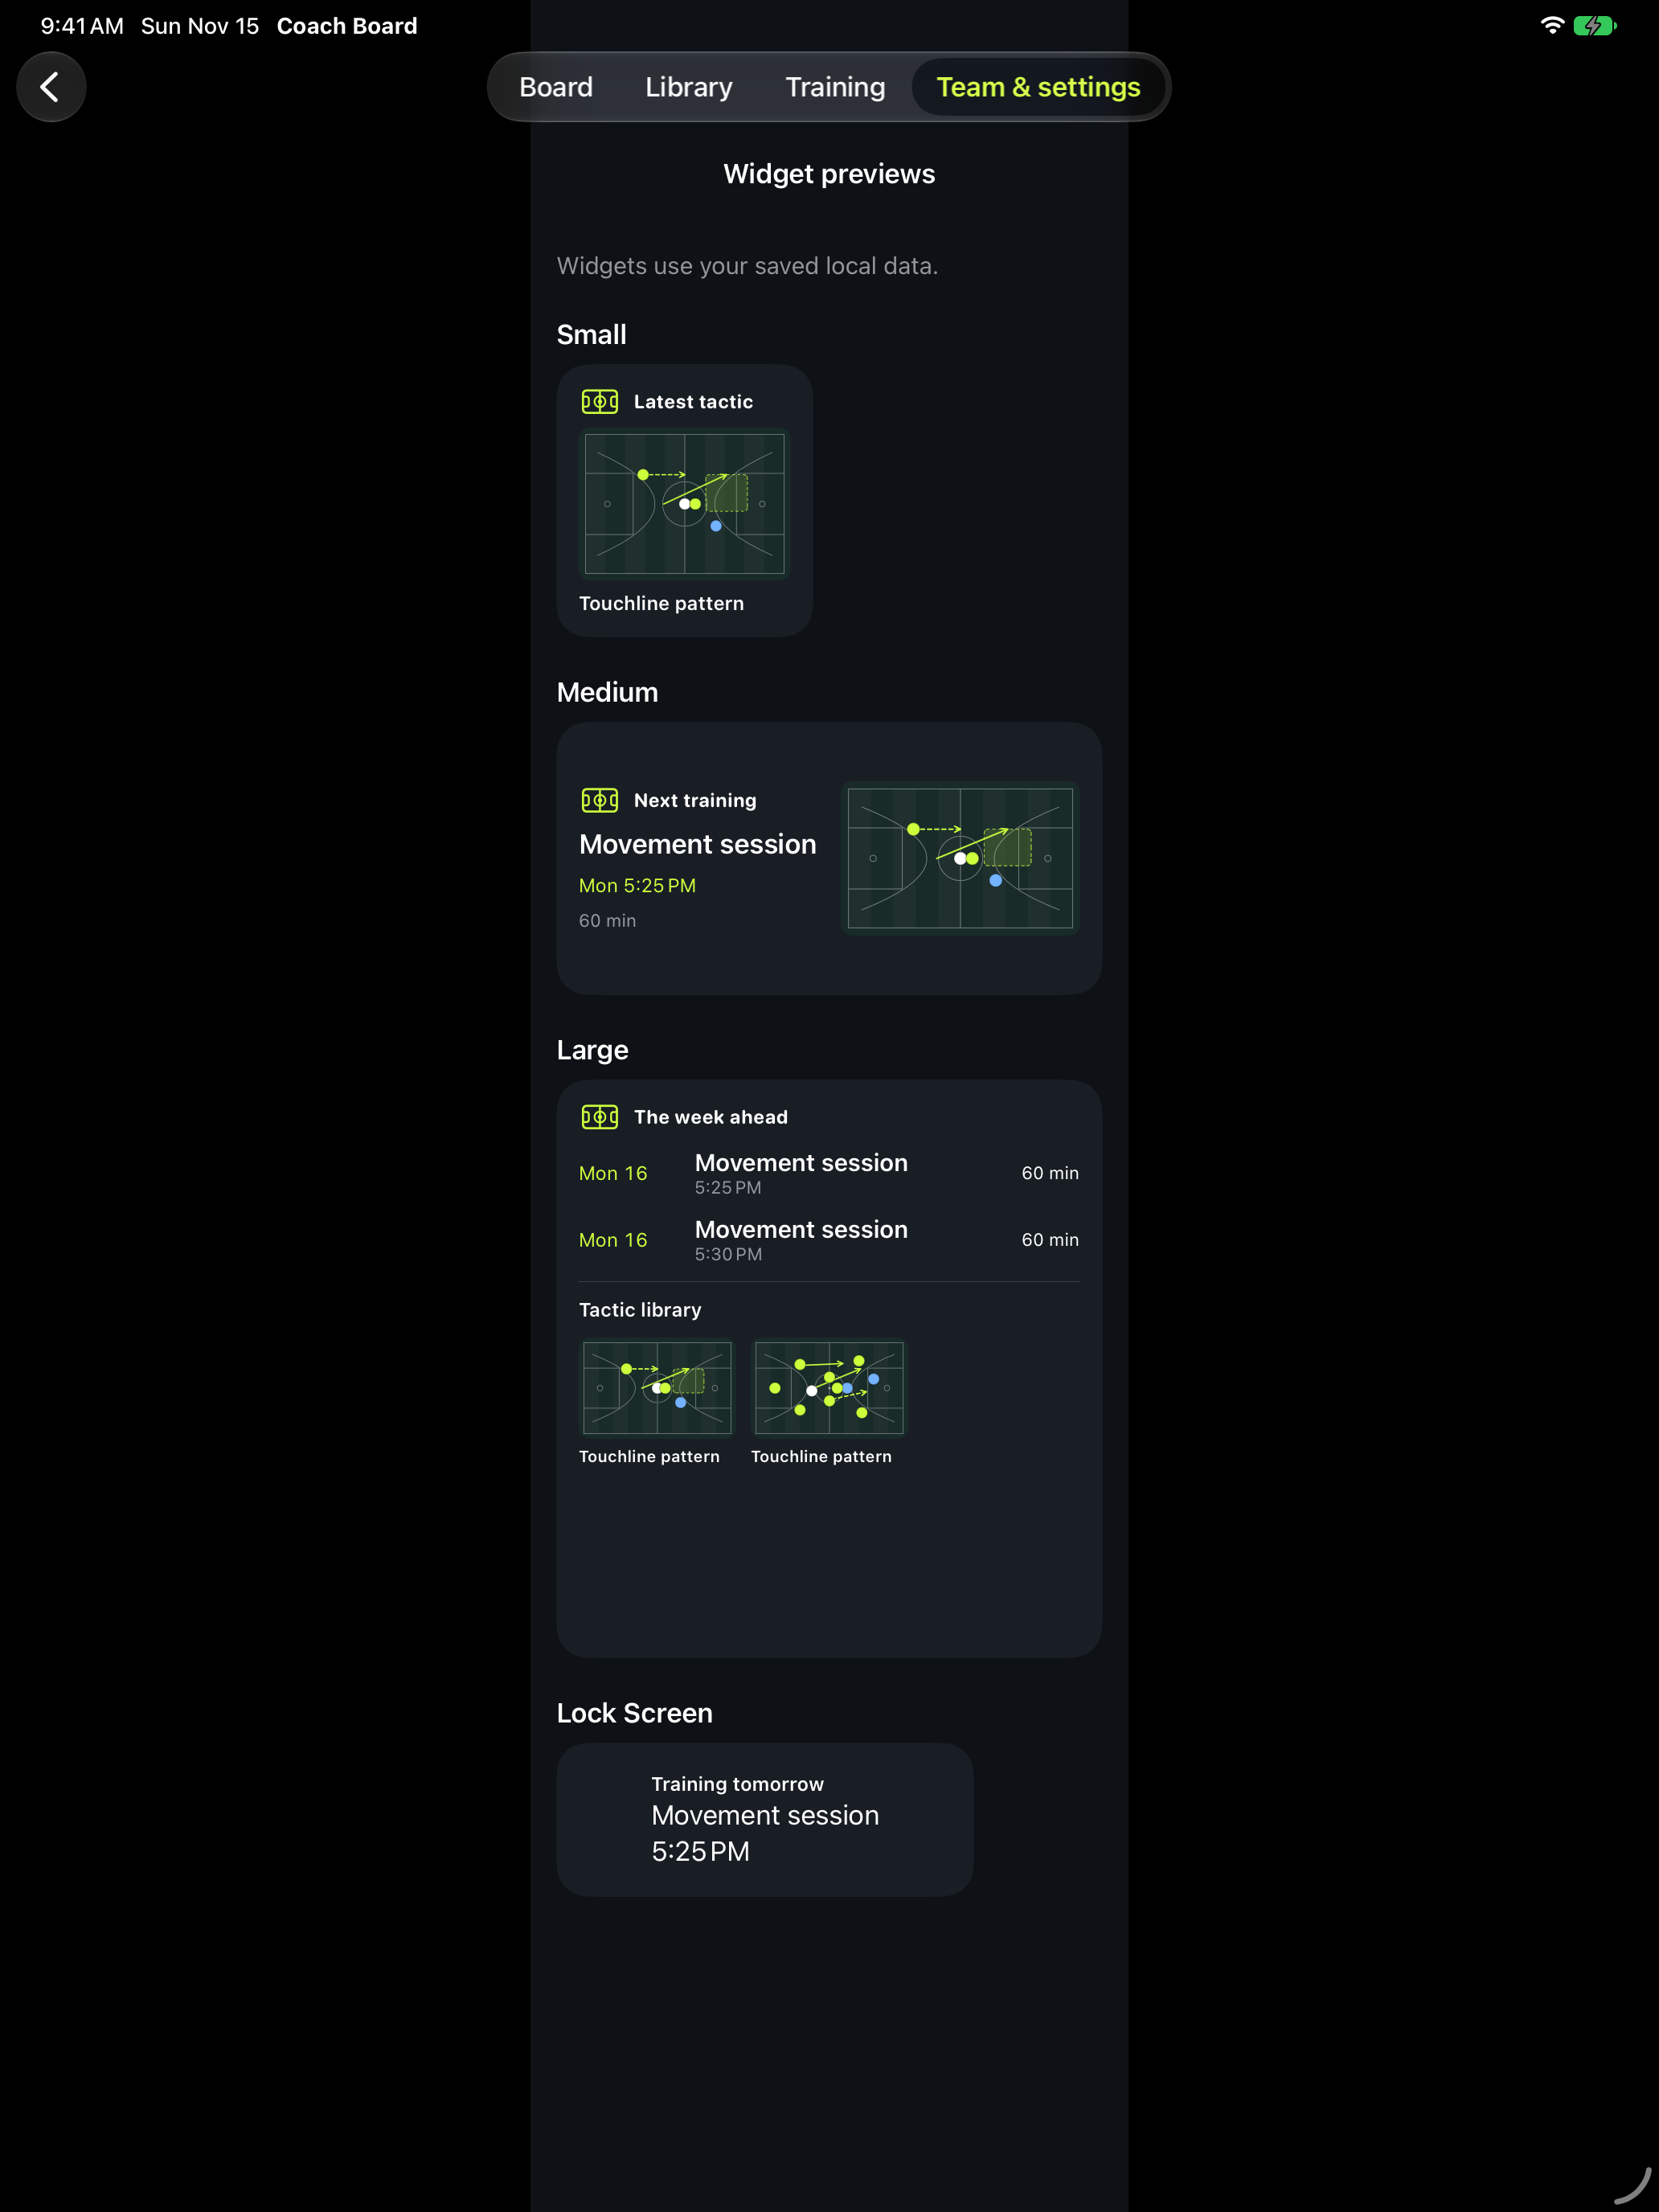 9:41 AM Sun Nov 15 Coach Board
Board Library Training Team & settings
Widget previews
Widgets use your saved local data.
Small
Latest tactic
Touchline pattern
Medium
Next training
Movement session
Mon 5:25 PM
60 min
Large
The week ahead
Mon 16 Movement session 60 min
5:25 PM
Mon 16 Movement session 60 min
5:30 PM
Tactic library
Touchline pattern Touchline pattern
Lock Screen
Training tomorrow
Movement session
5:25 PM